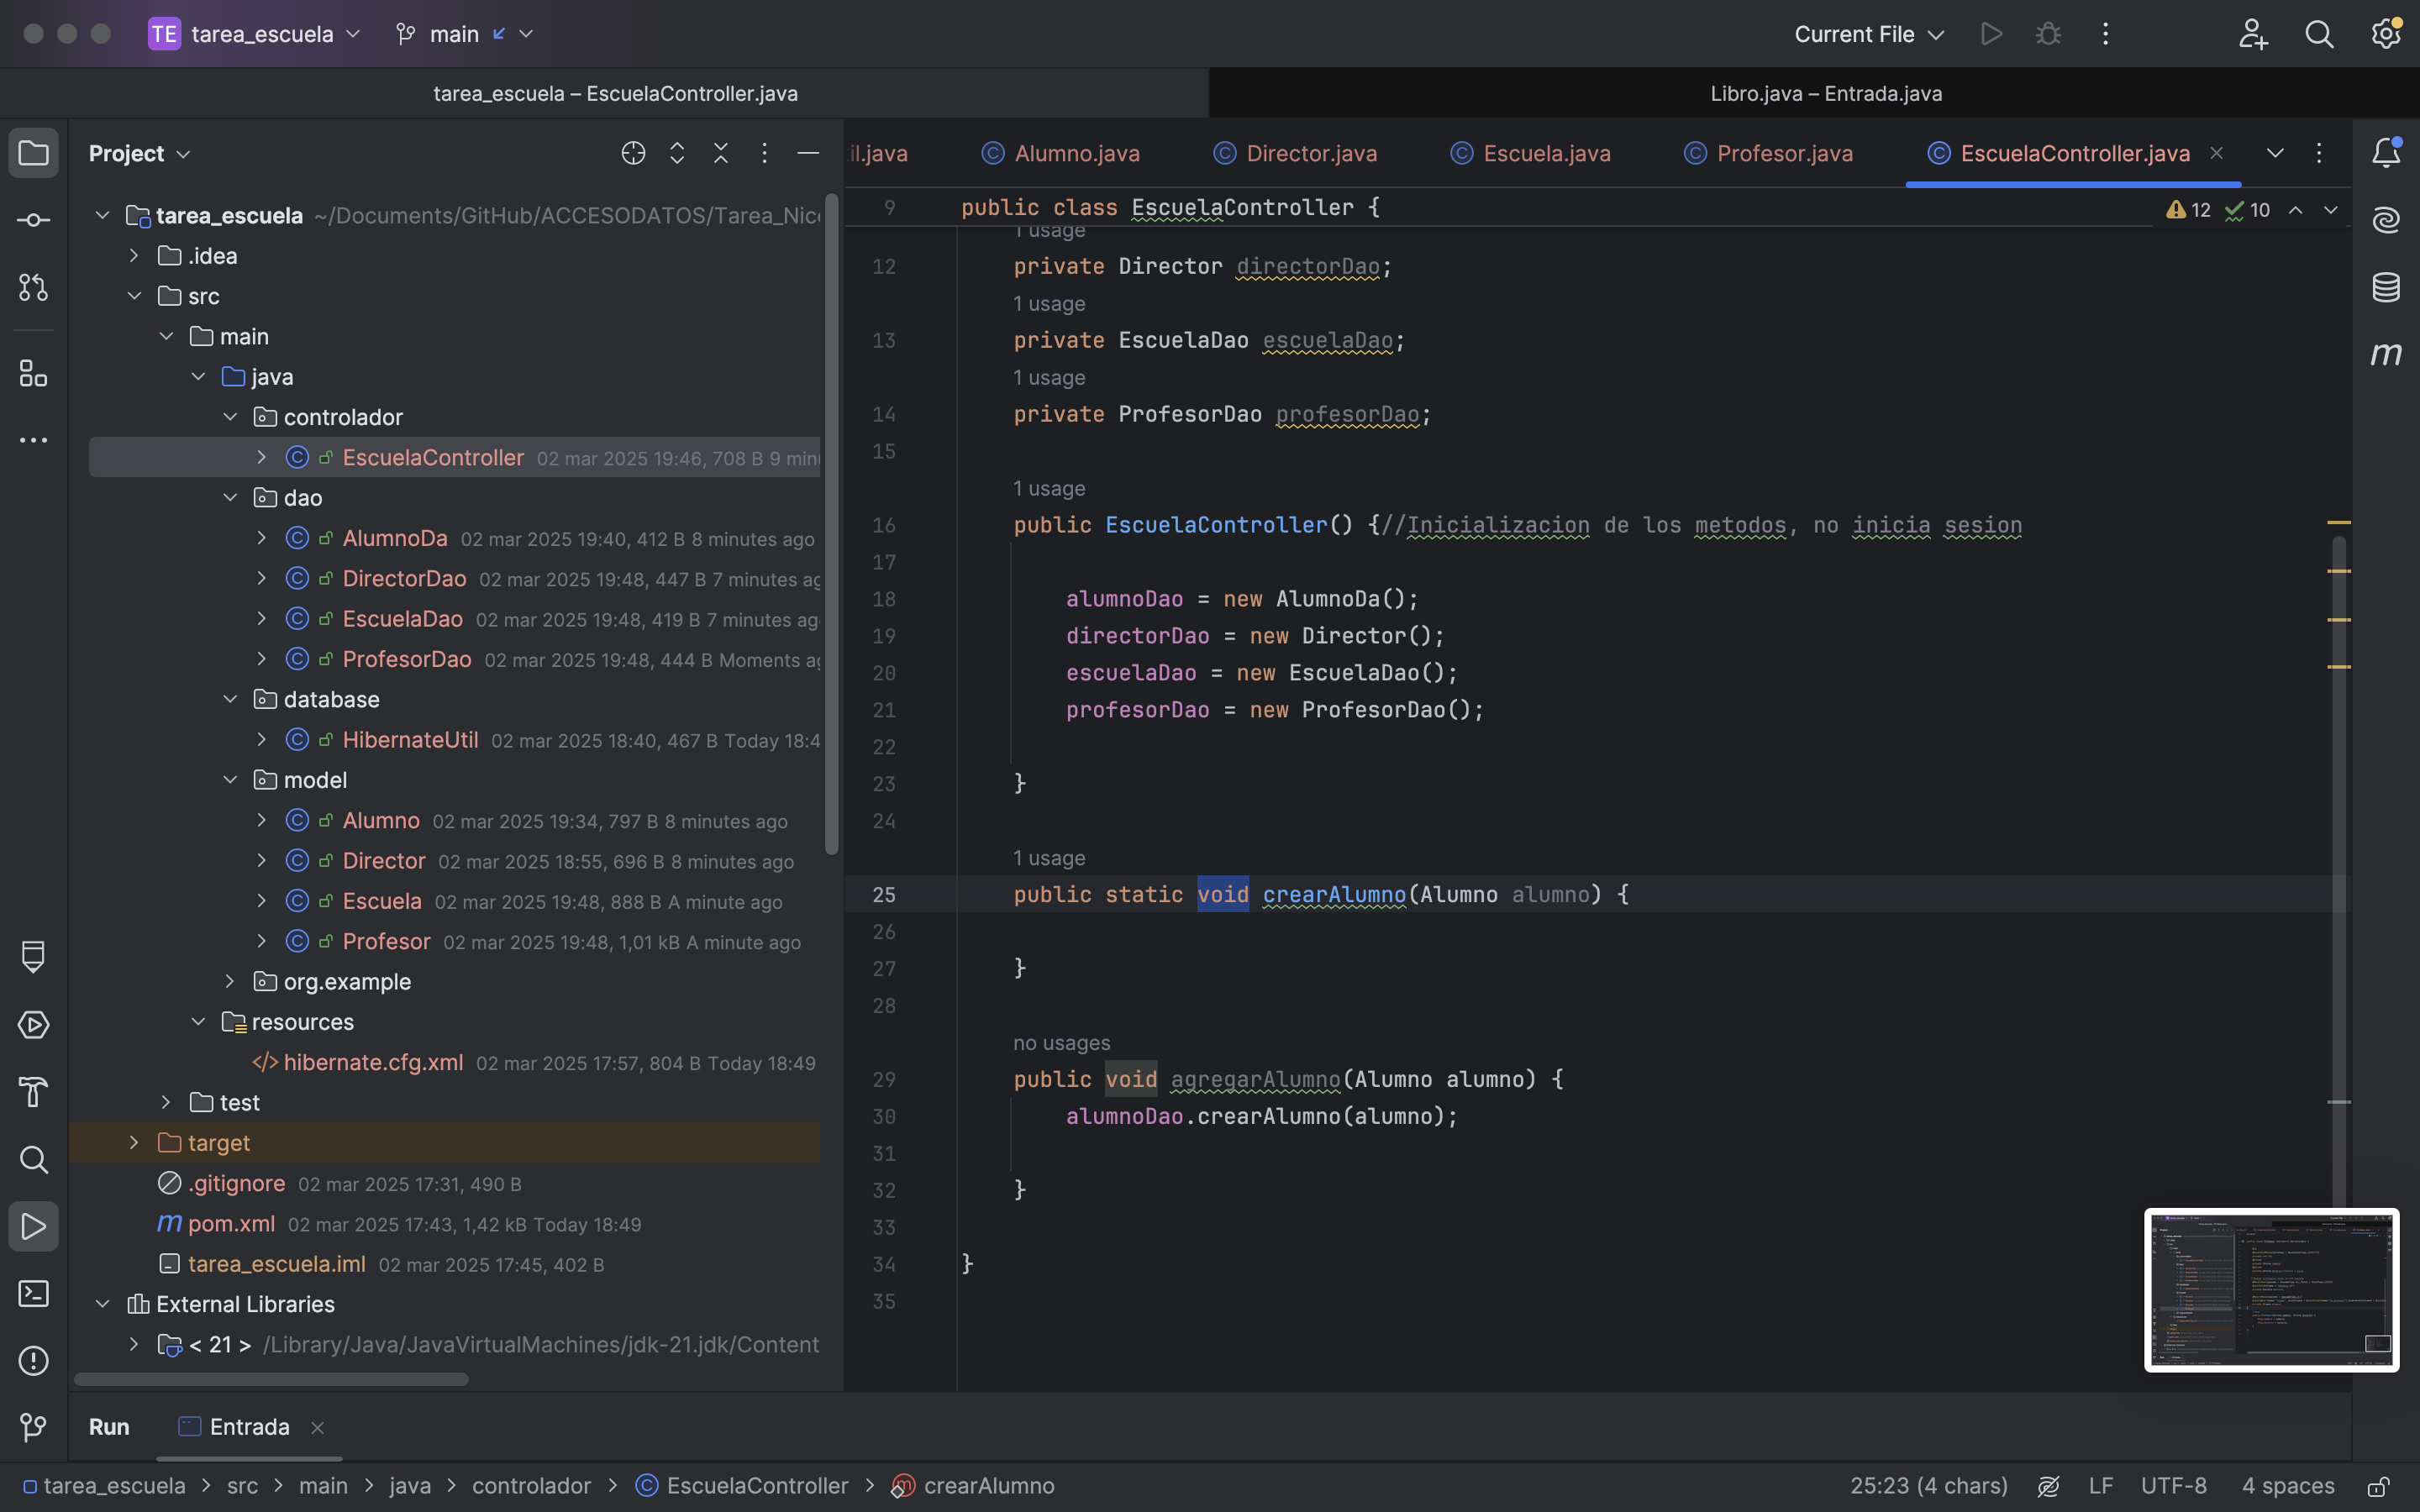 TE tarea_escuela main Current File
tarea_escuela – EscuelaController.java
Libro.java – Entrada.java
Project
tarea_escuela ~/Documents/GitHub/ACCESODATOS/Tarea_Nic
.idea
src
main
java
controlador
EscuelaController 02 mar 2025 19:46, 708 B 9 min
dao
AlumnoDa 02 mar 2025 19:40, 412 B 8 minutes ago
DirectorDao 02 mar 2025 19:48, 447 B 7 minutes ag
EscuelaDao 02 mar 2025 19:48, 419 B 7 minutes ag
ProfesorDao 02 mar 2025 19:48, 444 B Moments ag
database
HibernateUtil 02 mar 2025 18:40, 467 B Today 18:4
model
Alumno 02 mar 2025 19:34, 797 B 8 minutes ago
Director 02 mar 2025 18:55, 696 B 8 minutes ago
Escuela 02 mar 2025 19:48, 888 B A minute ago
Profesor 02 mar 2025 19:48, 1,01 kB A minute ago
org.example
resources
</> hibernate.cfg.xml 02 mar 2025 17:57, 804 B Today 18:49
test
target
.gitignore 02 mar 2025 17:31, 490 B
m pom.xml 02 mar 2025 17:43, 1,42 kB Today 18:49
tarea_escuela.iml 02 mar 2025 17:45, 402 B
External Libraries
< 21 > /Library/Java/JavaVirtualMachines/jdk-21.jdk/Content
il.java Alumno.java Director.java Escuela.java Profesor.java EscuelaController.java
9 public class EscuelaController { 12 10
1 usage
12 private Director directorDao;
1 usage
13 private EscuelaDao escuelaDao;
1 usage
14 private ProfesorDao profesorDao;
15
1 usage
16 public EscuelaController() {//Inicializacion de los metodos, no inicia sesion
17
18 alumnoDao = new AlumnoDa();
19 directorDao = new Director();
20 escuelaDao = new EscuelaDao();
21 profesorDao = new ProfesorDao();
22
23 }
24
1 usage
25 public static void crearAlumno(Alumno alumno) {
26
27 }
28
no usages
29 public void agregarAlumno(Alumno alumno) {
30 alumnoDao.crearAlumno(alumno);
31
32 }
33
34 }
35
m
Run Entrada
tarea_escuela > src > main > java > controlador > EscuelaController > crearAlumno
25:23 (4 chars) LF UTF-8 4 spaces